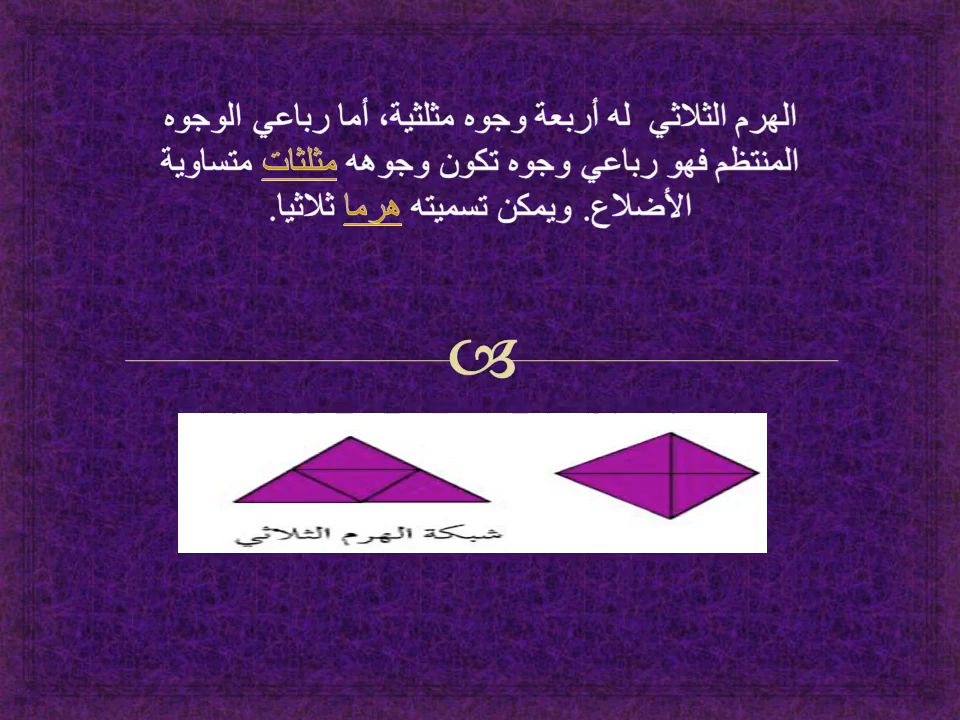 الهرم الثلاثي له أربعة وجوه مثلثية، أما رباعي الوجوه
المنتظم فهو رباعي وجوه تكون وجوهه مثلثات متساوية
الأضلاع. ويمكن تسميته هرما ثلاثيا.
شبكة الهرم الثلاثي